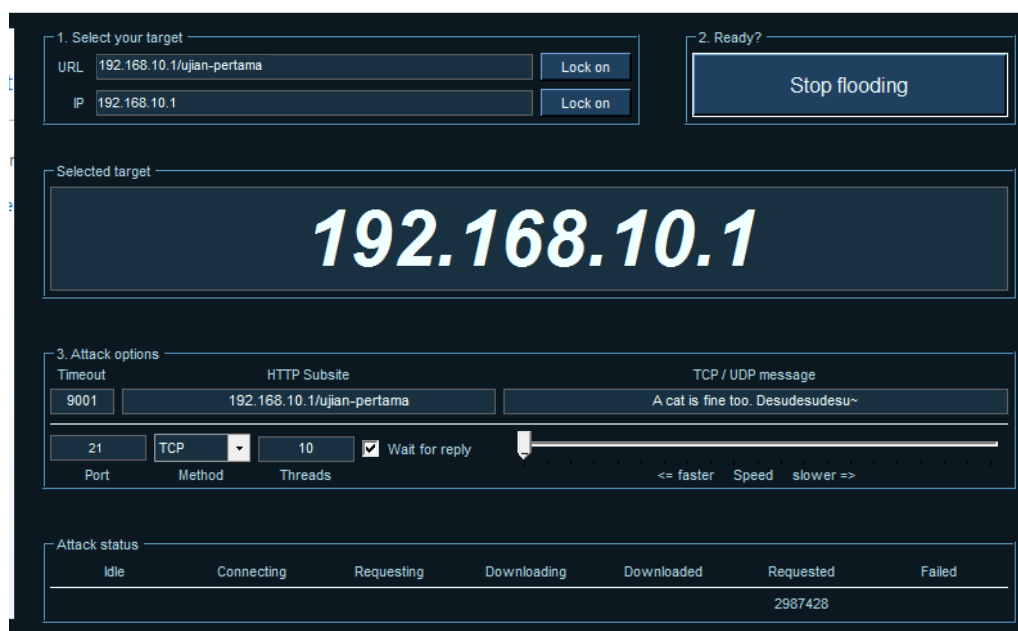 1. Select your target
URL 192.168.10.1/ujian-pertama Lock on
IP 192.168.10.1 Lock on
2. Ready?
Stop flooding
Selected target
192.168.10.1
3. Attack options
Timeout HTTP Subsite TCP / UDP message
9001 192.168.10.1/ujian-pertama A cat is fine too. Desudesudesu~
21 TCP 10 Wait for reply
Port Method Threads <= faster Speed slower =>
Attack status
Idle Connecting Requesting Downloading Downloaded Requested Failed
2987428